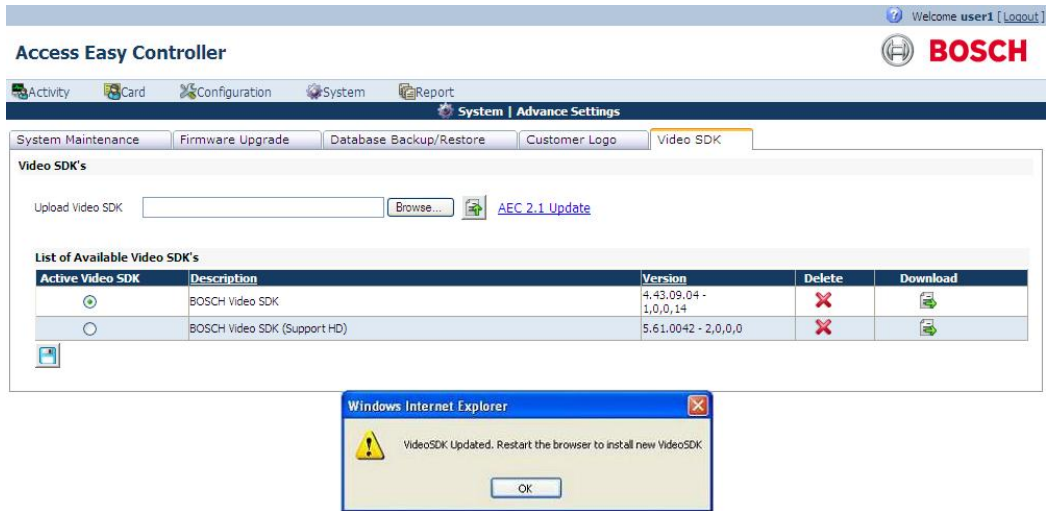 Welcome user1 [ Logout ]
Access Easy Controller
BOSCH
Activity Card Configuration System Report
System | Advance Settings
System Maintenance Firmware Upgrade Database Backup/Restore Customer Logo Video SDK
Video SDK's
Upload Video SDK Browse... AEC 2.1 Update
List of Available Video SDK's
Active Video SDK Description Version Delete Download
BOSCH Video SDK 4.43.09.04 -
1,0,0,14
BOSCH Video SDK (Support HD) 5.61.0042 - 2,0,0,0
Windows Internet Explorer
VideoSDK Updated. Restart the browser to install new VideoSDK
OK